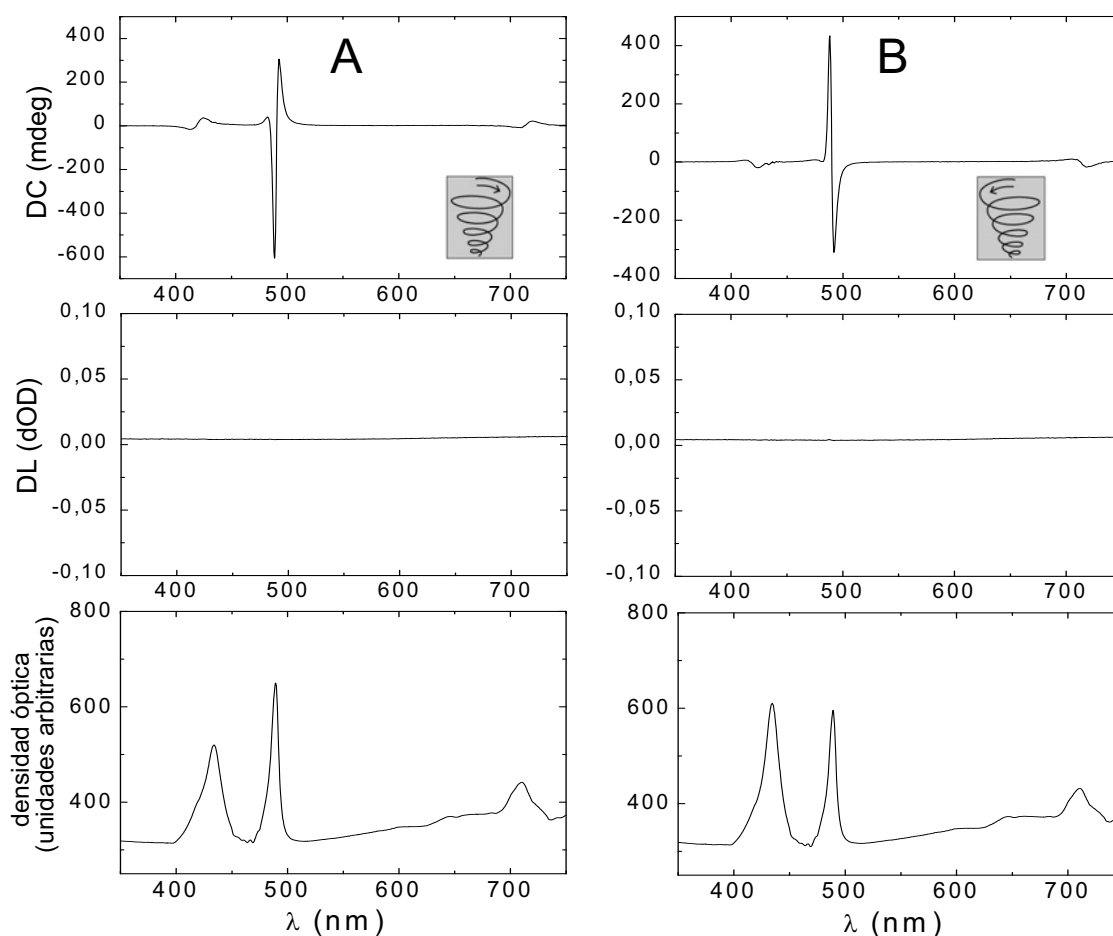 A
B
DC (mdeg)
400
200
0
-200
-400
-600
400 500 600 700
400
200
0
-200
-400
400 500 600 700
DL (dOD)
0,10
0,05
0,00
-0,05
-0,10
400 500 600 700
0,10
0,05
0,00
-0,05
-0,10
400 500 600 700
densidad óptica
(unidades arbitrarias)
800
600
400
400 500 600 700
λ (nm)
800
600
400
400 500 600 700
λ (nm)